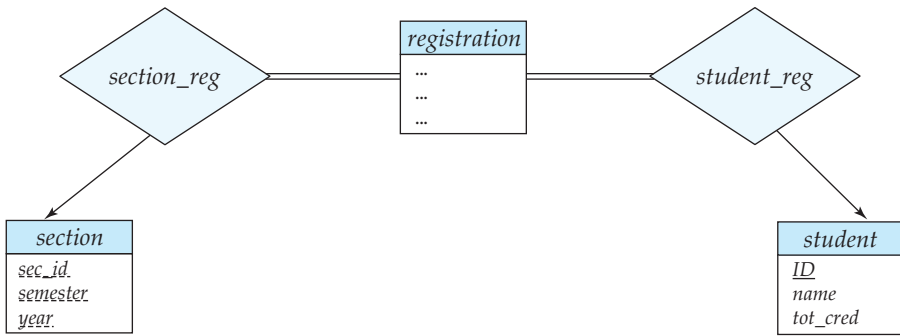 section_reg
registration
...
...
...
student_reg
section
sec_id
semester
year
student
ID
name
tot_cred